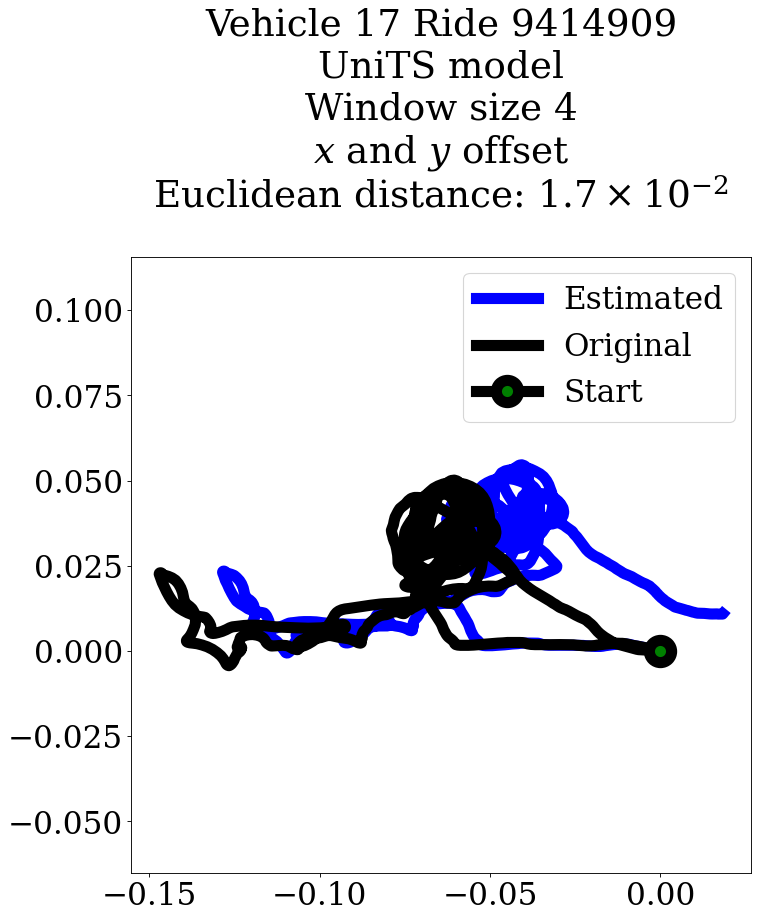 Vehicle 17 Ride 9414909
UniTS model
Window size 4
x and y offset
Euclidean distance: 1.7 × 10⁻²
Estimated
Original
Start
0.100
0.075
0.050
0.025
0.000
−0.025
−0.050
−0.15 −0.10 −0.05 0.00